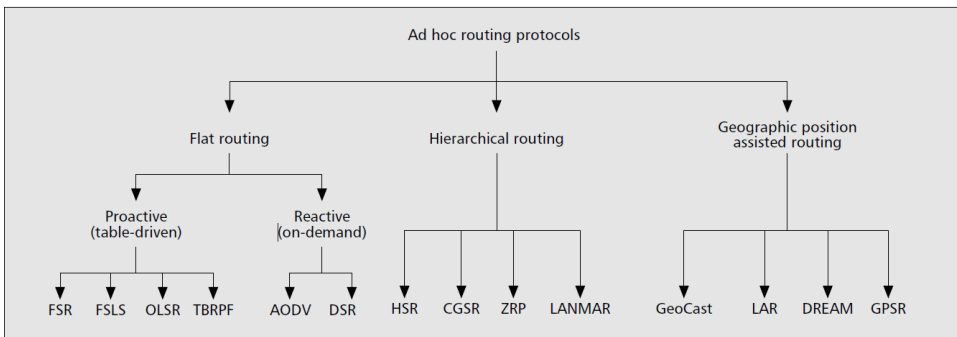 Ad hoc routing protocols
Flat routing
Hierarchical routing
Geographic position
assisted routing
Proactive
(table-driven)
Reactive
(on-demand)
FSR
FSLS
OLSR
TBRPF
AODV
DSR
HSR
CGSR
ZRP
LANMAR
GeoCast
LAR
DREAM
GPSR